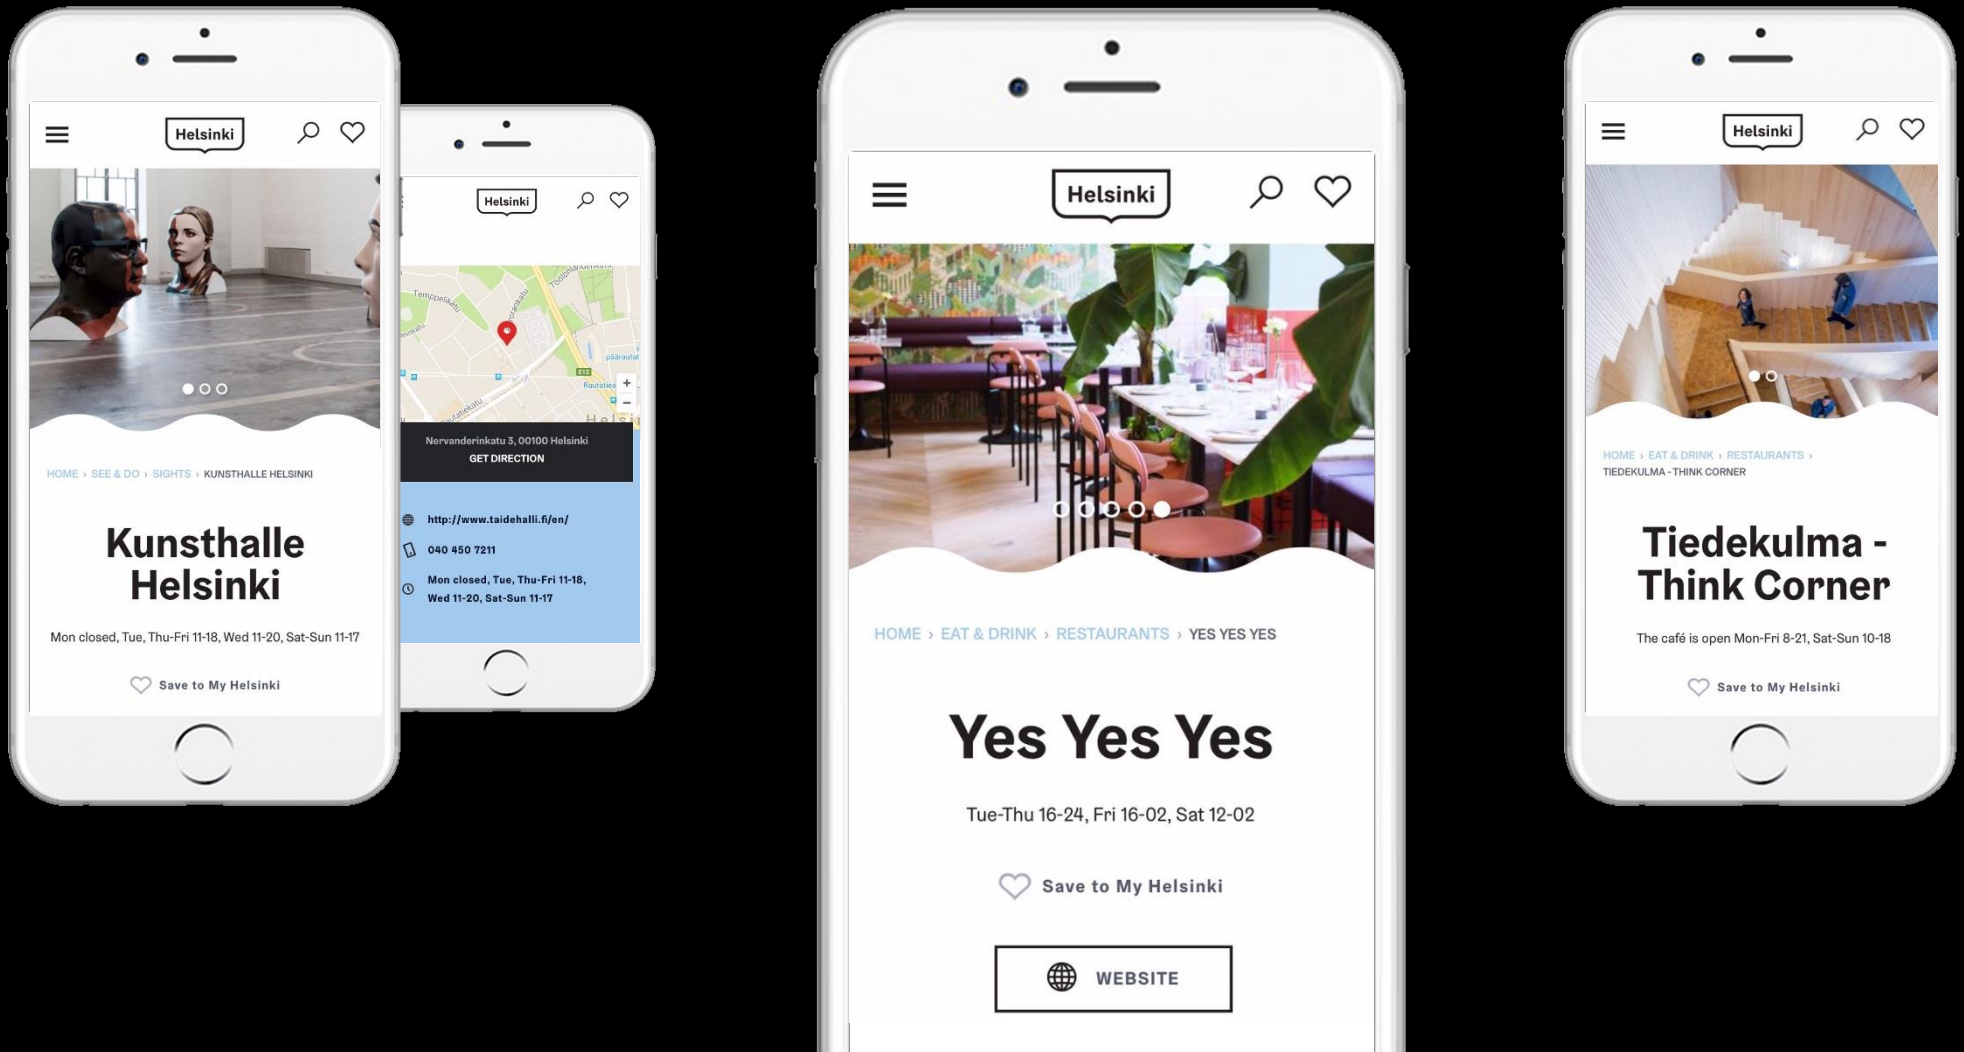 Helsinki
HOME › SEE & DO › SIGHTS › KUNSTHALLE HELSINKI
Kunsthalle
Helsinki
Mon closed, Tue, Thu-Fri 11-18, Wed 11-20, Sat-Sun 11-17
Save to My Helsinki
Helsinki
Temppelikatu
E12
Rautatiea
+
−
Helsi
Nervanderinkatu 3, 00100 Helsinki
GET DIRECTION
http://www.taidehalli.fi/en/
040 450 7211
Mon closed, Tue, Thu-Fri 11-18,
Wed 11-20, Sat-Sun 11-17
Helsinki
HOME › EAT & DRINK › RESTAURANTS › YES YES YES
Yes Yes Yes
Tue-Thu 16-24, Fri 16-02, Sat 12-02
Save to My Helsinki
WEBSITE
Helsinki
HOME › EAT & DRINK › RESTAURANTS ›
TIEDEKULMA - THINK CORNER
Tiedekulma -
Think Corner
The café is open Mon-Fri 8-21, Sat-Sun 10-18
Save to My Helsinki